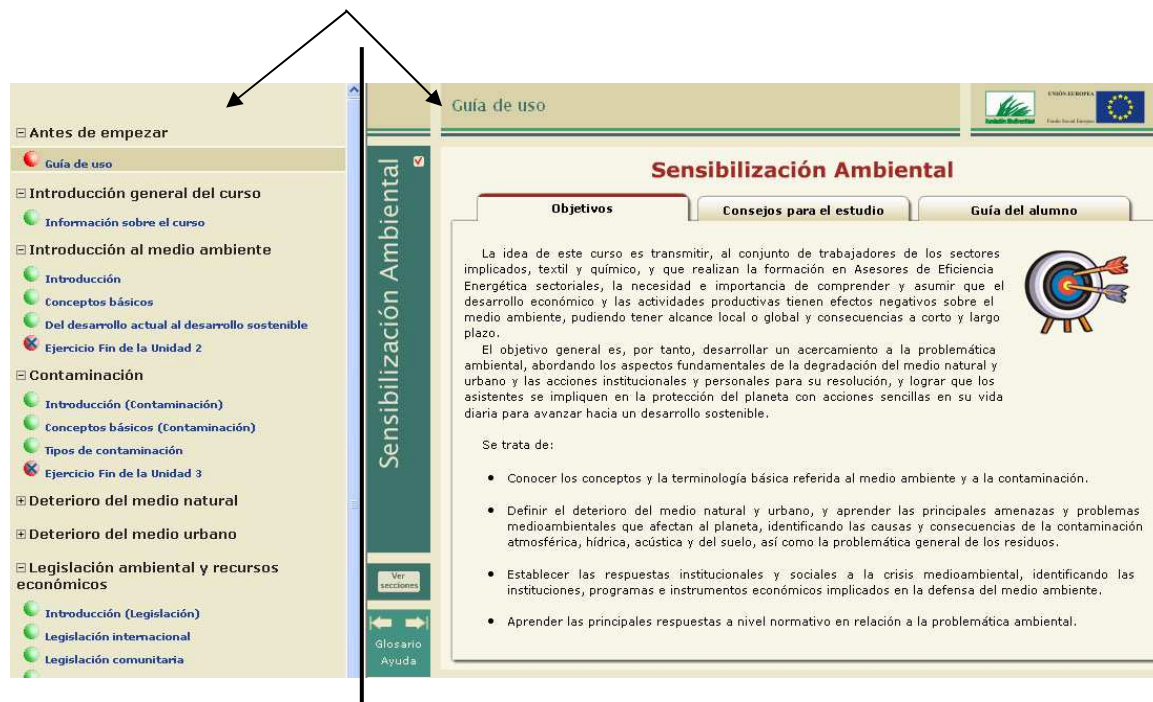 Antes de empezar
Guía de uso
Introducción general del curso
Información sobre el curso
Introducción al medio ambiente
Introducción
Conceptos básicos
Del desarrollo actual al desarrollo sostenible
Ejercicio Fin de la Unidad 2
Contaminación
Introducción (Contaminación)
Conceptos básicos (Contaminación)
Tipos de contaminación
Ejercicio Fin de la Unidad 3
Deterioro del medio natural
Deterioro del medio urbano
Legislación ambiental y recursos
económicos
Introducción (Legislación)
Legislación internacional
Legislación comunitaria
Sensibilización Ambiental
Ver
secciones
Glosario
Ayuda
Guía de uso
Fundación Biodiversidad
UNIÓN EUROPEA
Fondo Social Europeo
Sensibilización Ambiental
Objetivos
Consejos para el estudio
Guía del alumno
La idea de este curso es transmitir, al conjunto de trabajadores de los sectores
implicados, textil y químico, y que realizan la formación en Asesores de Eficiencia
Energética sectoriales, la necesidad e importancia de comprender y asumir que el
desarrollo económico y las actividades productivas tienen efectos negativos sobre el
medio ambiente, pudiendo tener alcance local o global y consecuencias a corto y largo
plazo.
El objetivo general es, por tanto, desarrollar un acercamiento a la problemática
ambiental, abordando los aspectos fundamentales de la degradación del medio natural y
urbano y las acciones institucionales y personales para su resolución, y lograr que los
asistentes se impliquen en la protección del planeta con acciones sencillas en su vida
diaria para avanzar hacia un desarrollo sostenible.
Se trata de:
• Conocer los conceptos y la terminología básica referida al medio ambiente y a la contaminación.
• Definir el deterioro del medio natural y urbano, y aprender las principales amenazas y problemas
medioambientales que afectan al planeta, identificando las causas y consecuencias de la contaminación
atmosférica, hídrica, acústica y del suelo, así como la problemática general de los residuos.
• Establecer las respuestas institucionales y sociales a la crisis medioambiental, identificando las
instituciones, programas e instrumentos económicos implicados en la defensa del medio ambiente.
• Aprender las principales respuestas a nivel normativo en relación a la problemática ambiental.